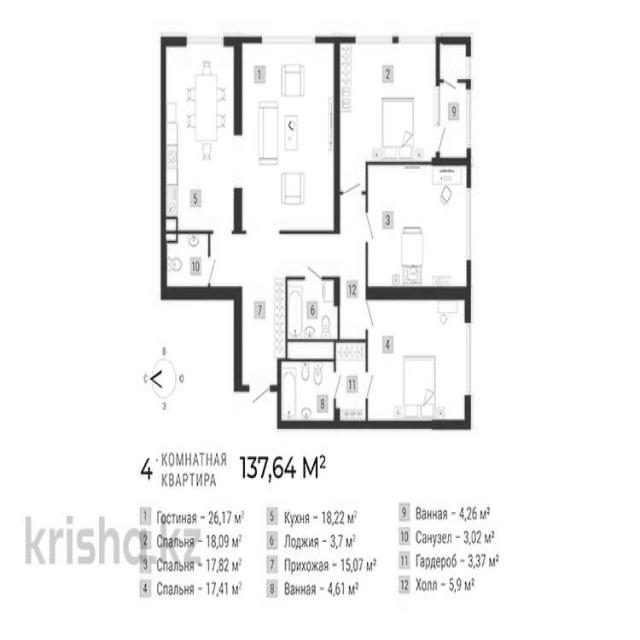 1
2
9
3
5
10
12
7
6
4
11
8
В
З
4 - КОМНАТНАЯ
КВАРТИРА
137,64 М²
1 Гостиная – 26,17 м²
2 Спальня – 18,09 м²
3 Спальня – 17,82 м²
4 Спальня – 17,41 м²
5 Кухня – 18,22 м²
6 Лоджия – 3,7 м²
7 Прихожая – 15,07 м²
8 Ванная – 4,61 м²
9 Ванная – 4,26 м²
10 Санузел – 3,02 м²
11 Гардероб – 3,37 м²
12 Холл – 5,9 м²
krisha.kz